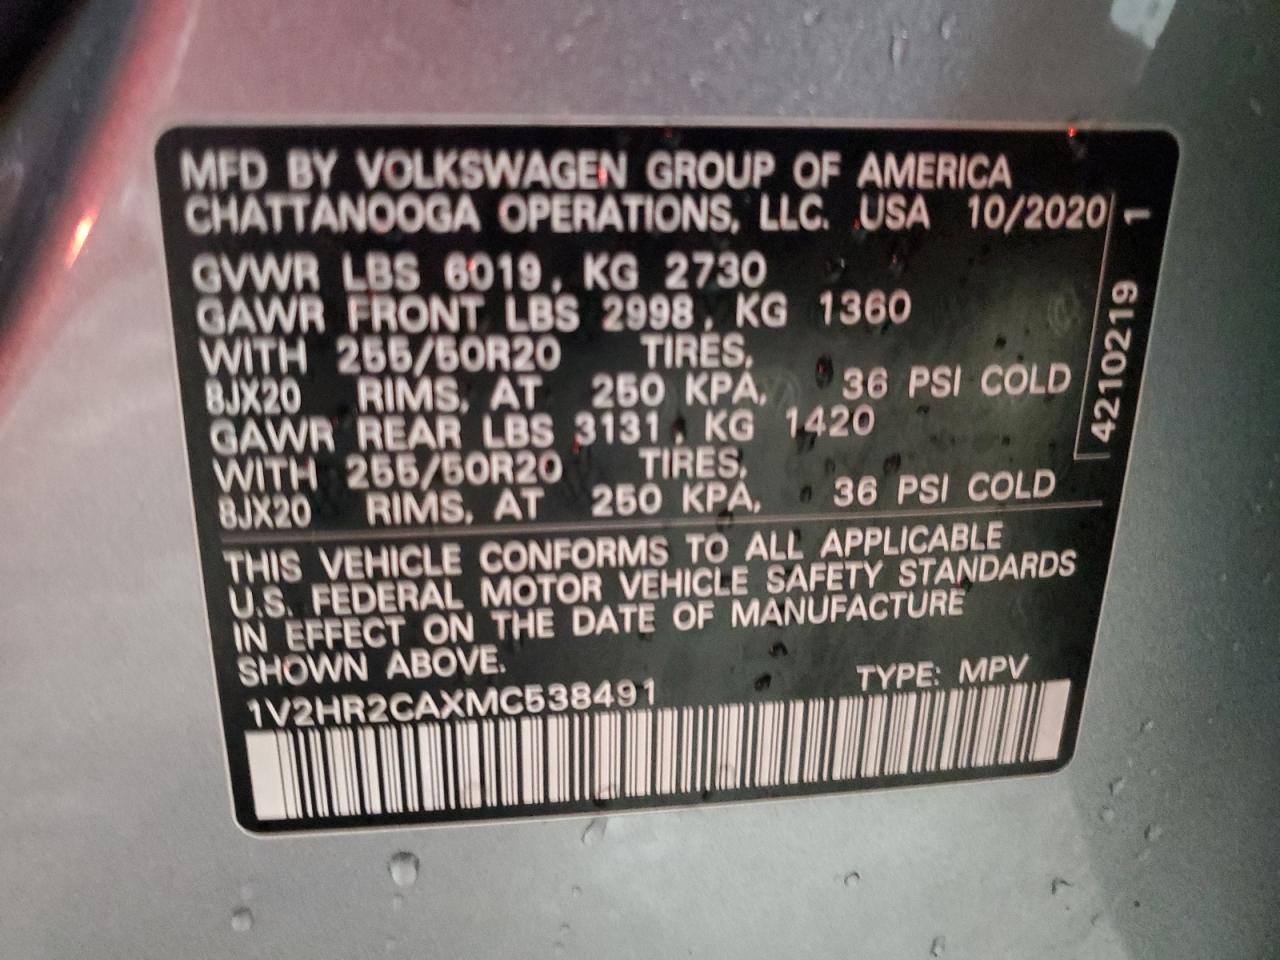 MFD BY VOLKSWAGEN GROUP OF AMERICA
CHATTANOOGA OPERATIONS, LLC. USA 10/2020
GVWR LBS 6019, KG 2730
GAWR FRONT LBS 2998, KG 1360
WITH 255/50R20 TIRES,
8JX20 RIMS, AT 250 KPA, 36 PSI COLD
GAWR REAR LBS 3131, KG 1420
WITH 255/50R20 TIRES,
8JX20 RIMS, AT 250 KPA, 36 PSI COLD
4210219 1
THIS VEHICLE CONFORMS TO ALL APPLICABLE
U.S. FEDERAL MOTOR VEHICLE SAFETY STANDARDS
IN EFFECT ON THE DATE OF MANUFACTURE
SHOWN ABOVE.
1V2HR2CAXMC538491 TYPE: MPV